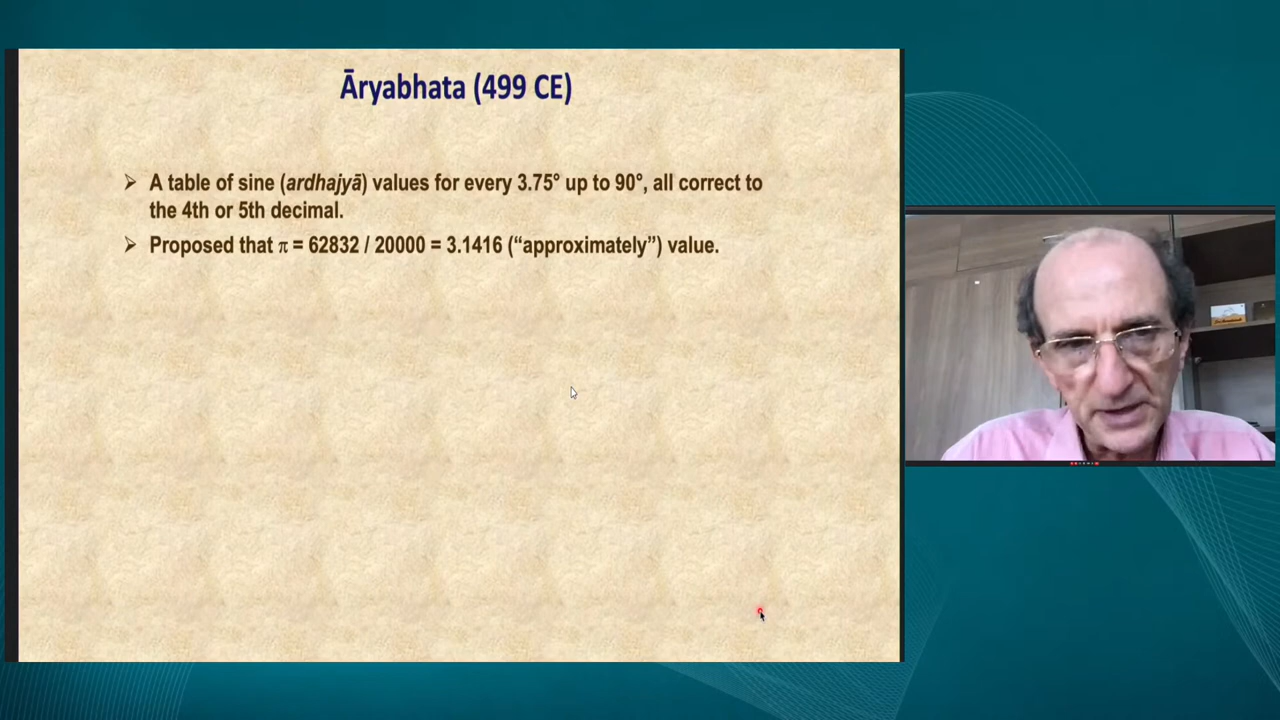 Āryabhata (499 CE)
➢ A table of sine (ardhajyā) values for every 3.75° up to 90°, all correct to
the 4th or 5th decimal.
➢ Proposed that π = 62832 / 20000 = 3.1416 (“approximately”) value.